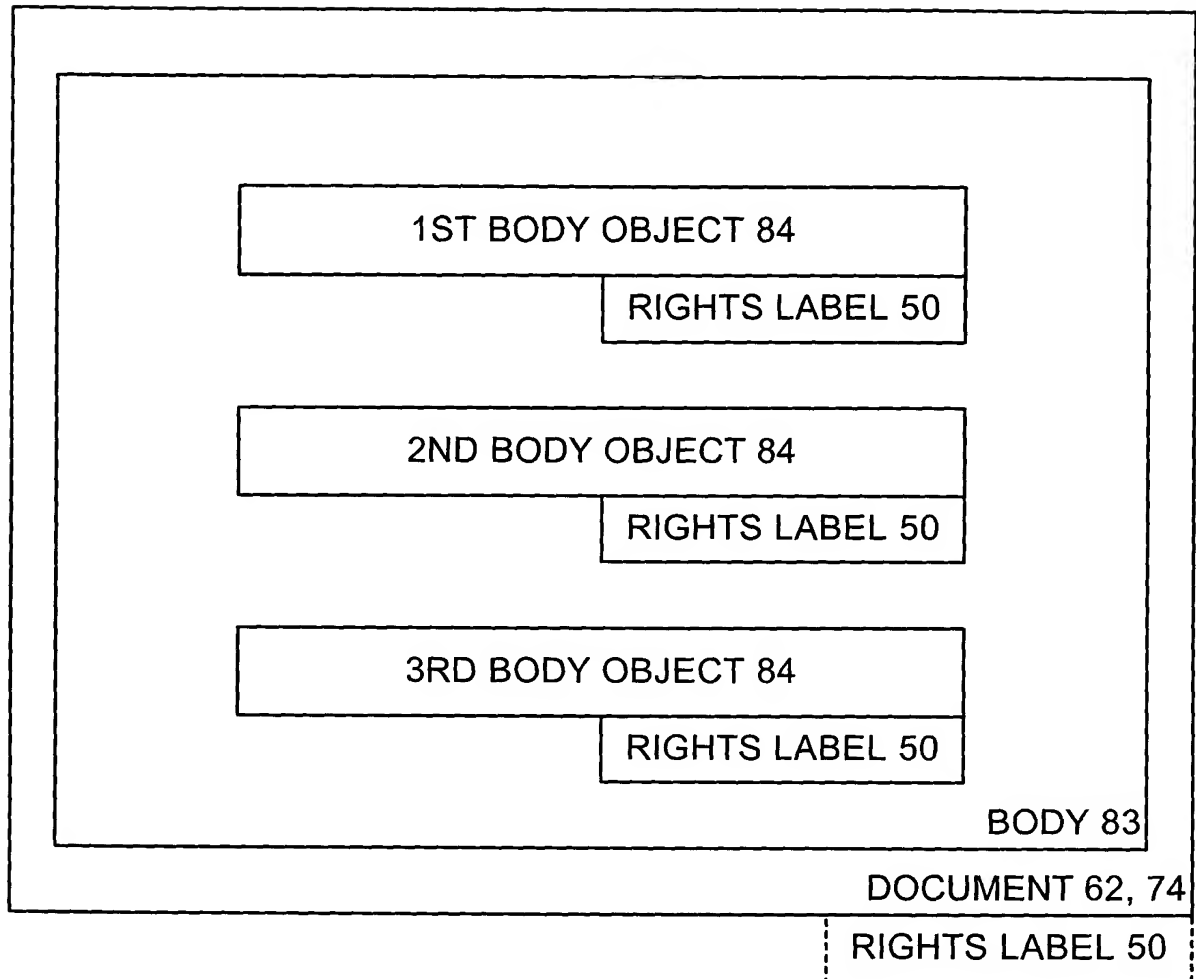 1ST BODY OBJECT 84
RIGHTS LABEL 50
2ND BODY OBJECT 84
RIGHTS LABEL 50
3RD BODY OBJECT 84
RIGHTS LABEL 50
BODY 83
DOCUMENT 62, 74
RIGHTS LABEL 50